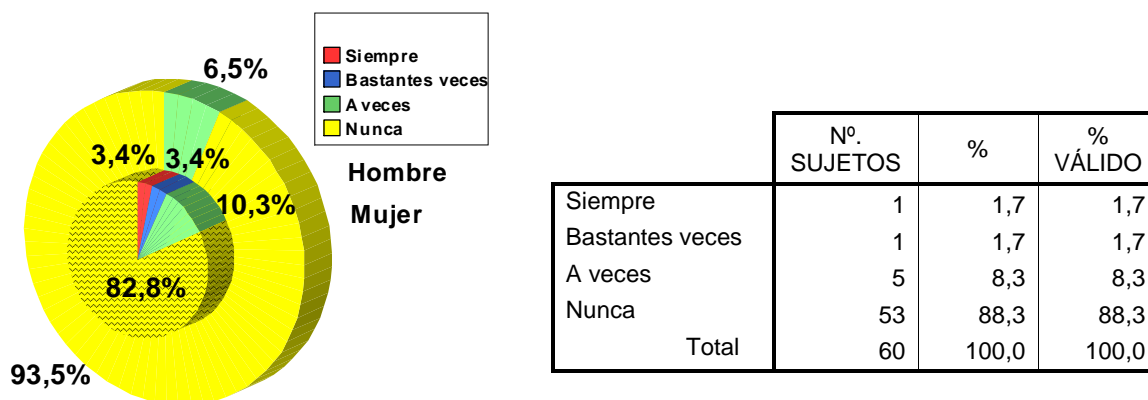 Siempre
Bastantes veces
A veces
Nunca
6,5%
3,4%
3,4%
Hombre
10,3%
Mujer
82,8%
93,5%
Nº. SUJETOS % % VÁLIDO
Siempre 1 1,7 1,7
Bastantes veces 1 1,7 1,7
A veces 5 8,3 8,3
Nunca 53 88,3 88,3
Total 60 100,0 100,0